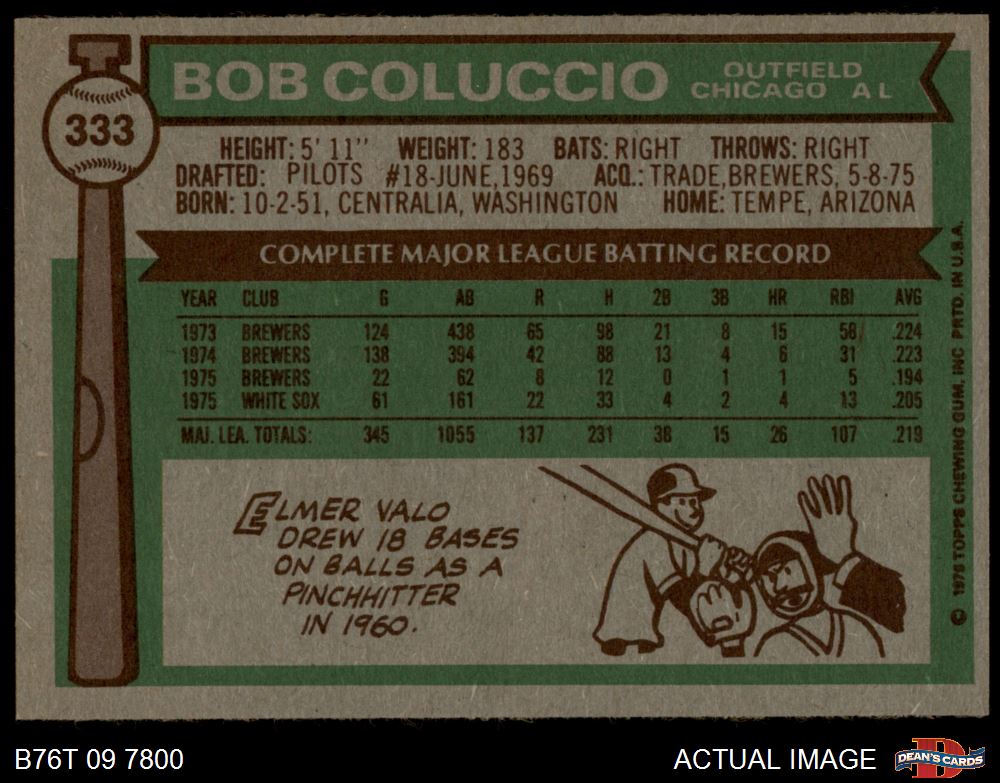 333
BOB COLUCCIO
OUTFIELD
CHICAGO A L
HEIGHT: 5' 11" WEIGHT: 183 BATS: RIGHT THROWS: RIGHT
DRAFTED: PILOTS #18-JUNE,1969 ACQ.: TRADE,BREWERS, 5-8-75
BORN: 10-2-51, CENTRALIA, WASHINGTON HOME: TEMPE, ARIZONA
COMPLETE MAJOR LEAGUE BATTING RECORD
YEAR CLUB G AB R H 2B 3B HR RBI AVG
1973 BREWERS 124 438 65 98 21 8 15 58 .224
1974 BREWERS 138 394 42 88 13 4 6 31 .223
1975 BREWERS 22 62 8 12 0 1 1 5 .194
1975 WHITE SOX 61 161 22 33 4 2 4 13 .205
MAJ. LEA. TOTALS: 345 1055 137 231 38 15 26 107 .219
ELMER VALO
DREW 18 BASES
ON BALLS AS A
PINCHHITTER
IN 1960.
© 1976 TOPPS CHEWING GUM, INC PRTD. IN U.S.A.
B76T 09 7800
ACTUAL IMAGE
D
DEAN'S CARDS